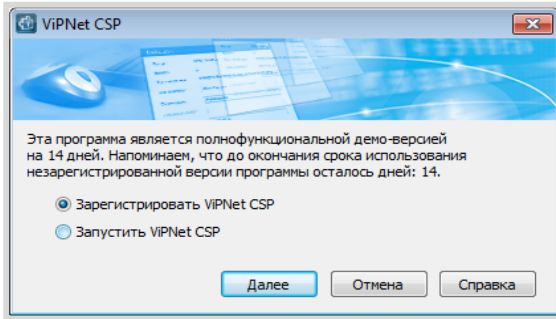 ViPNet CSP
Эта программа является полнофункциональной демо-версией
на 14 дней. Напоминаем, что до окончания срока использования
незарегистрированной версии программы осталось дней: 14.
Зарегистрировать ViPNet CSP
Запустить ViPNet CSP
Далее Отмена Справка